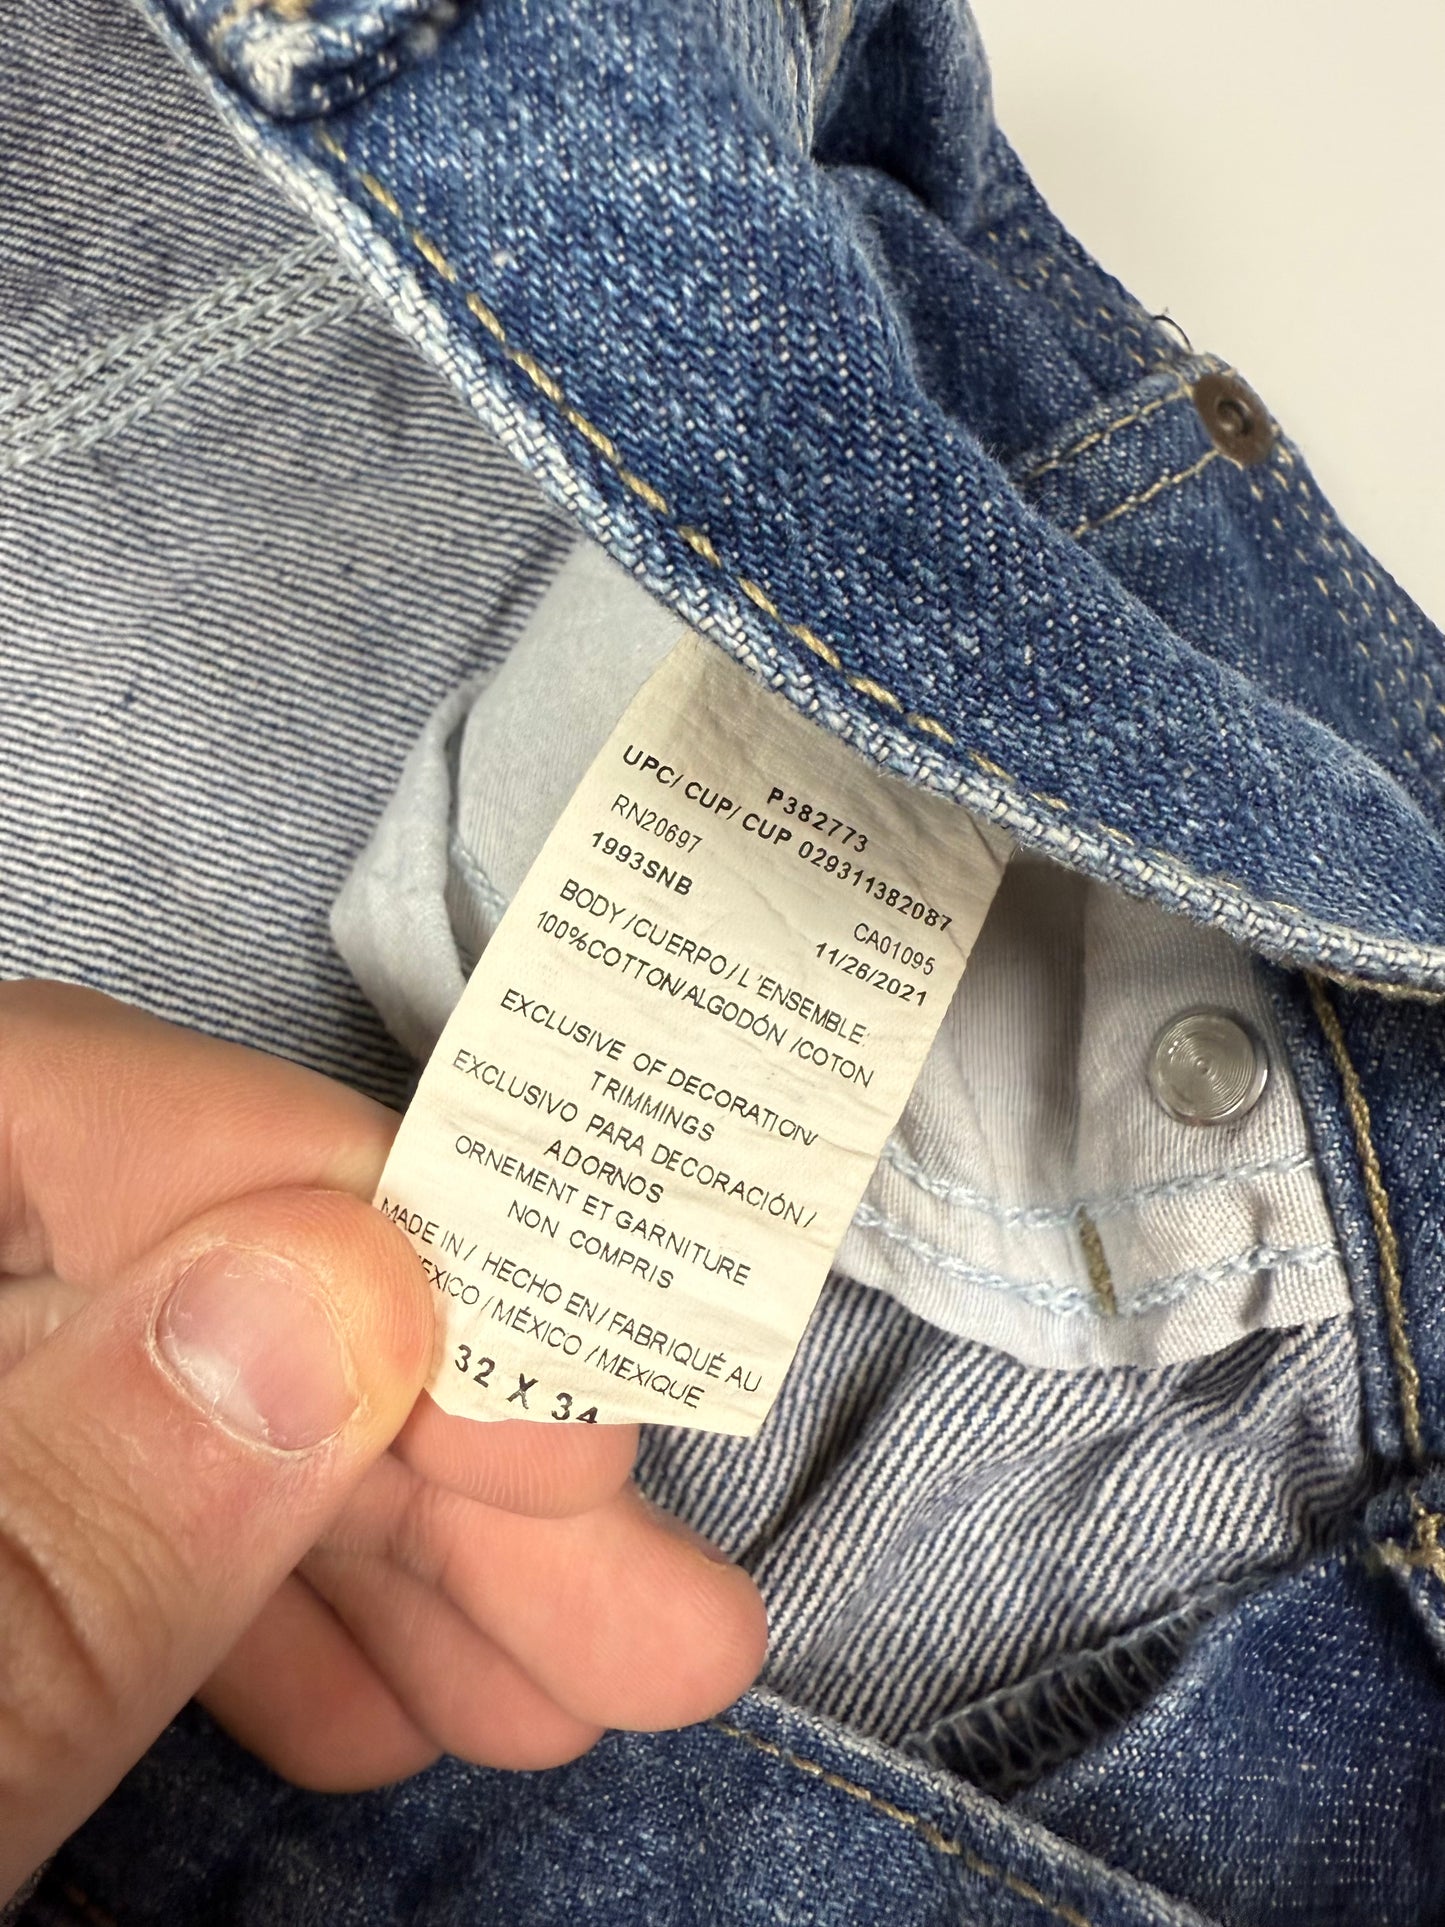 P382773
UPC/ CUP/ CUP 029311382087
RN20697 CA01095
1993SNB 11/26/2021
BODY/CUERPO/L'ENSEMBLE:
100%COTTON/ALGODÓN/COTON
EXCLUSIVE OF DECORATION/
TRIMMINGS
EXCLUSIVO PARA DECORACIÓN/
ADORNOS
ORNEMENT ET GARNITURE
NON COMPRIS
MADE IN/ HECHO EN/FABRIQUÉ AU
EXICO/MÉXICO/MEXIQUE
32 X 34